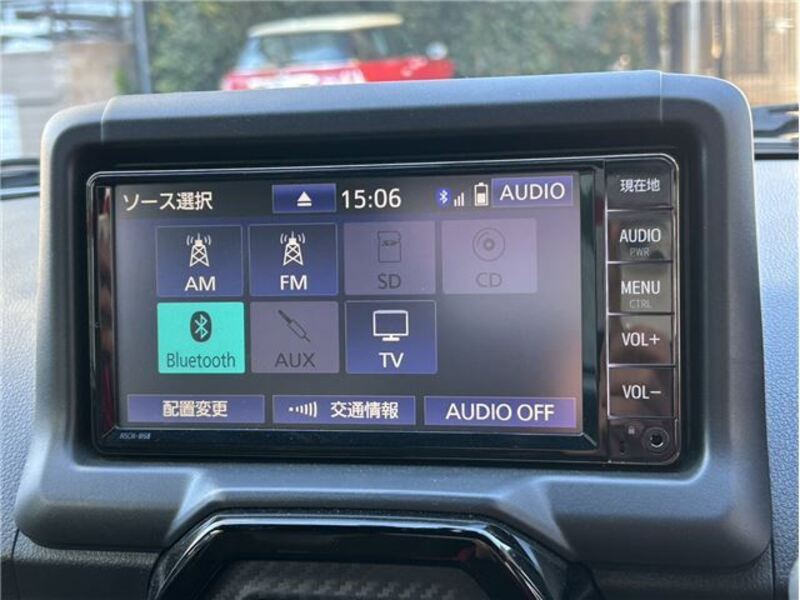 ソース選択 15:06 AUDIO
AM FM SD CD
Bluetooth AUX TV
配置変更 交通情報 AUDIO OFF
現在地
AUDIO
PWR
MENU
CTRL
VOL+
VOL−